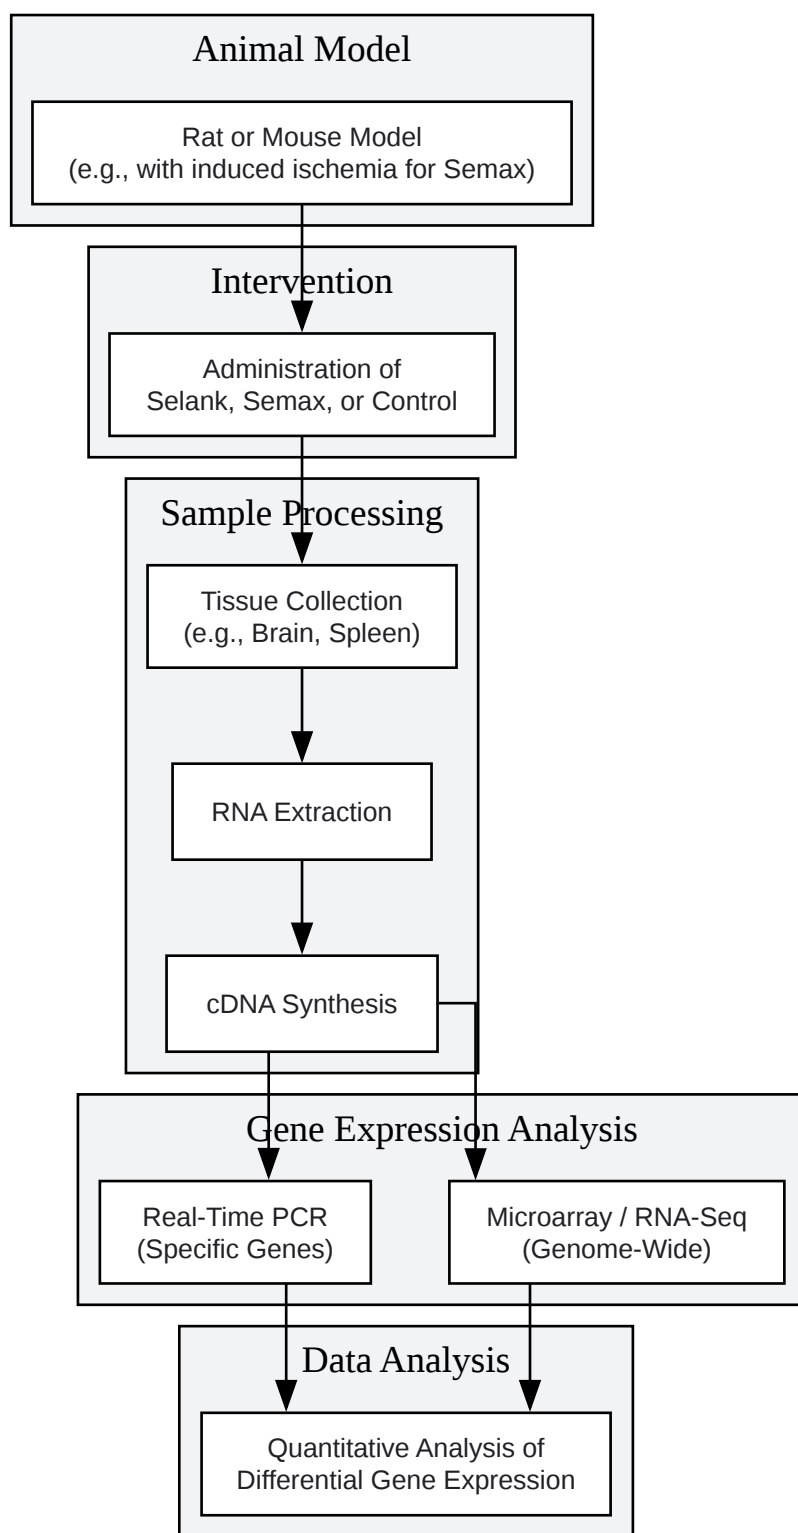 Animal Model
Rat or Mouse Model
(e.g., with induced ischemia for Semax)
Intervention
Administration of
Selank, Semax, or Control
Sample Processing
Tissue Collection
(e.g., Brain, Spleen)
RNA Extraction
cDNA Synthesis
Gene Expression Analysis
Real-Time PCR
(Specific Genes)
Microarray / RNA-Seq
(Genome-Wide)
Data Analysis
Quantitative Analysis of
Differential Gene Expression